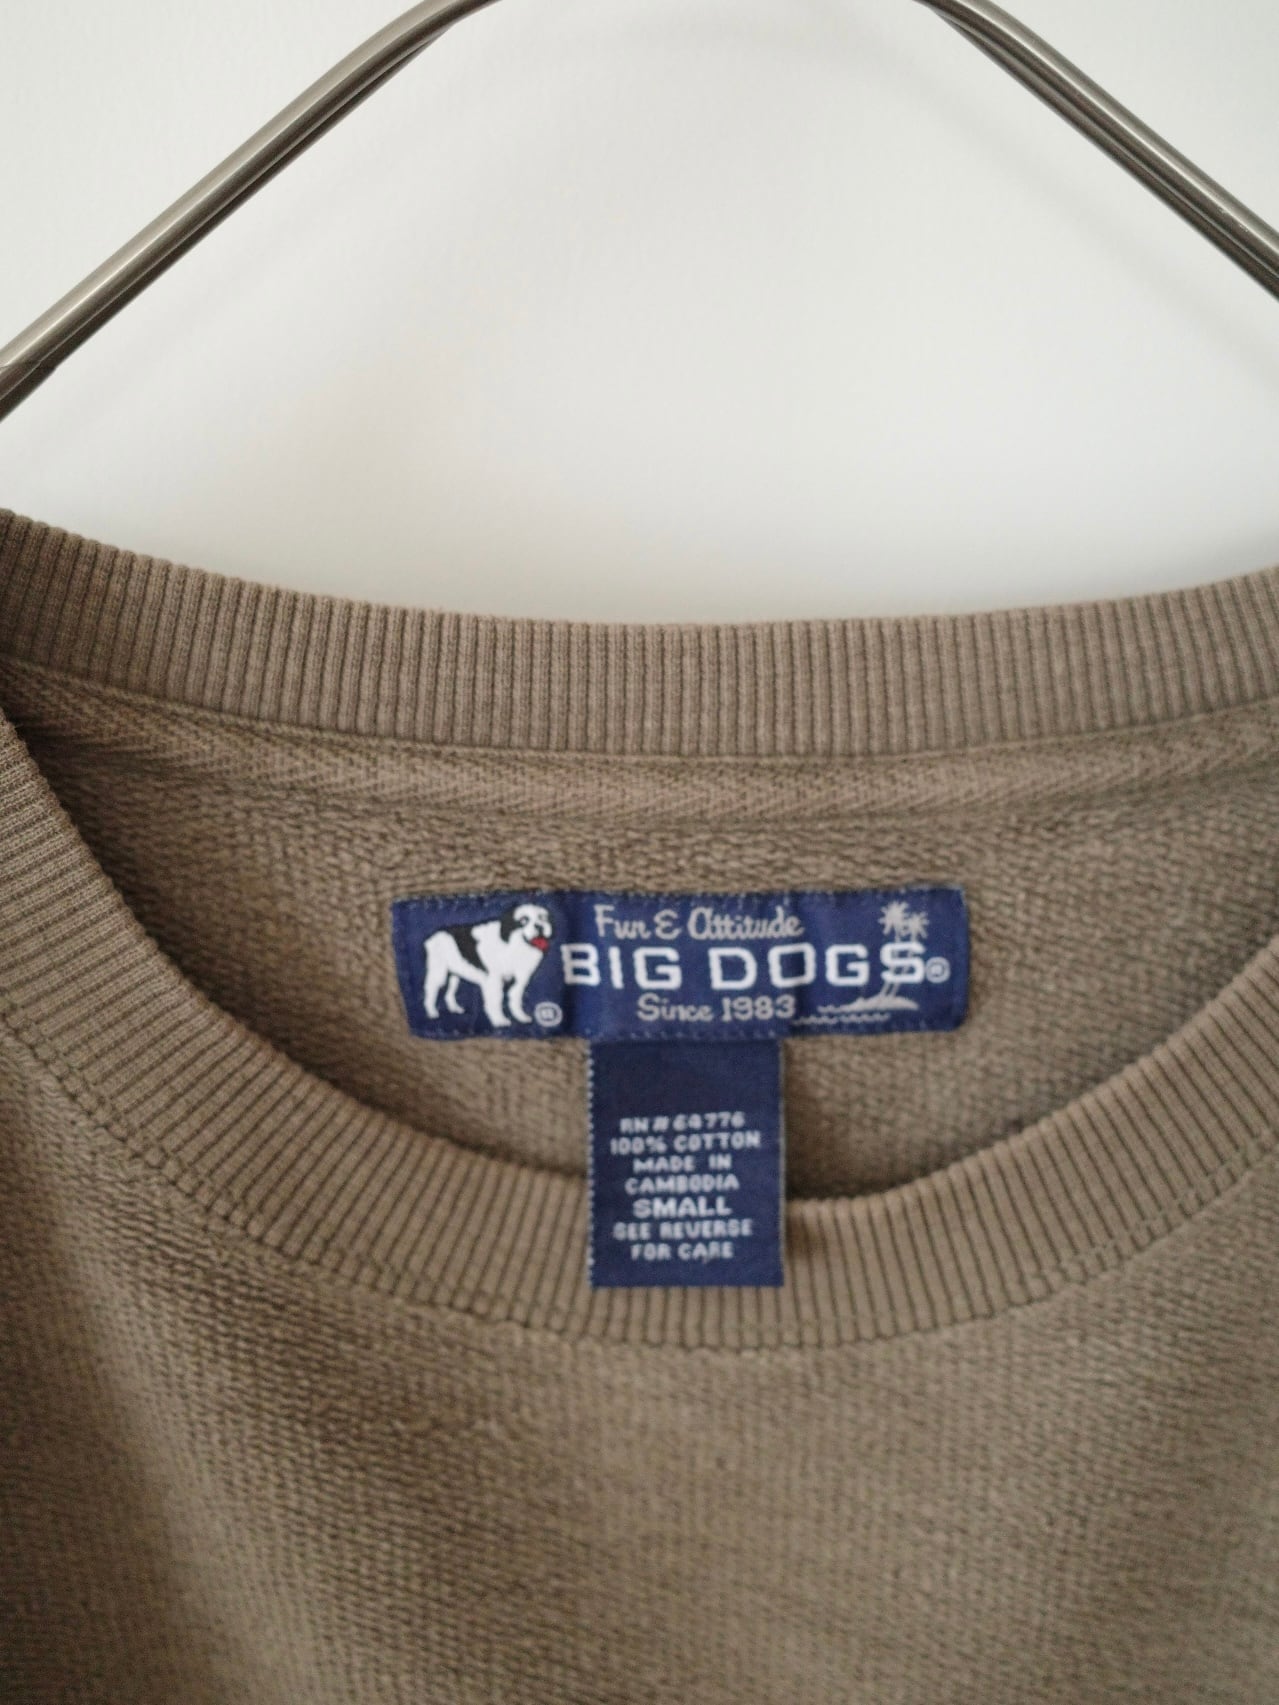 Fun & Attitude
BIG DOGS®
Since 1983
®
RN # 64776
100% COTTON
MADE IN
CAMBODIA
SMALL
SEE REVERSE
FOR CARE